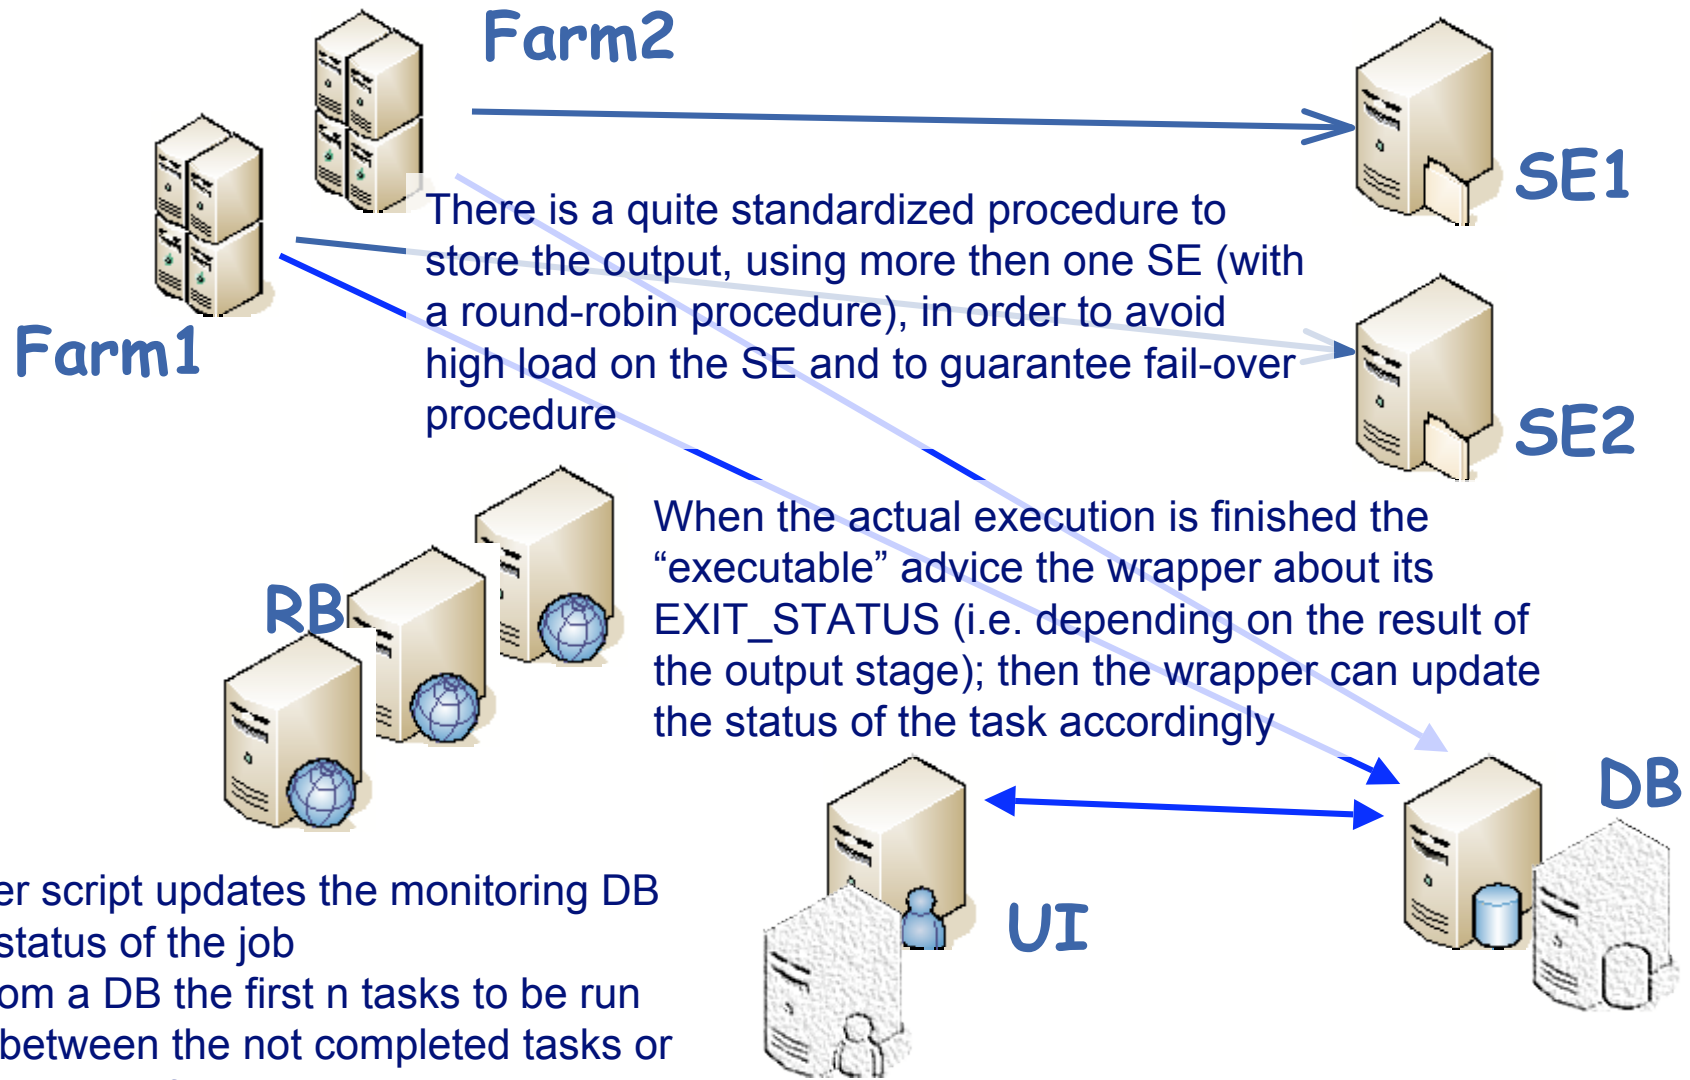 Farm2
SE1
There is a quite standardized procedure to
store the output, using more then one SE (with
a round-robin procedure), in order to avoid
high load on the SE and to guarantee fail-over
procedure
Farm1
SE2
When the actual execution is finished the
“executable” advice the wrapper about its
EXIT_STATUS (i.e. depending on the result of
the output stage); then the wrapper can update
the status of the task accordingly
RB
DB
UI
er script updates the monitoring DB
status of the job
om a DB the first n tasks to be run
between the not completed tasks or